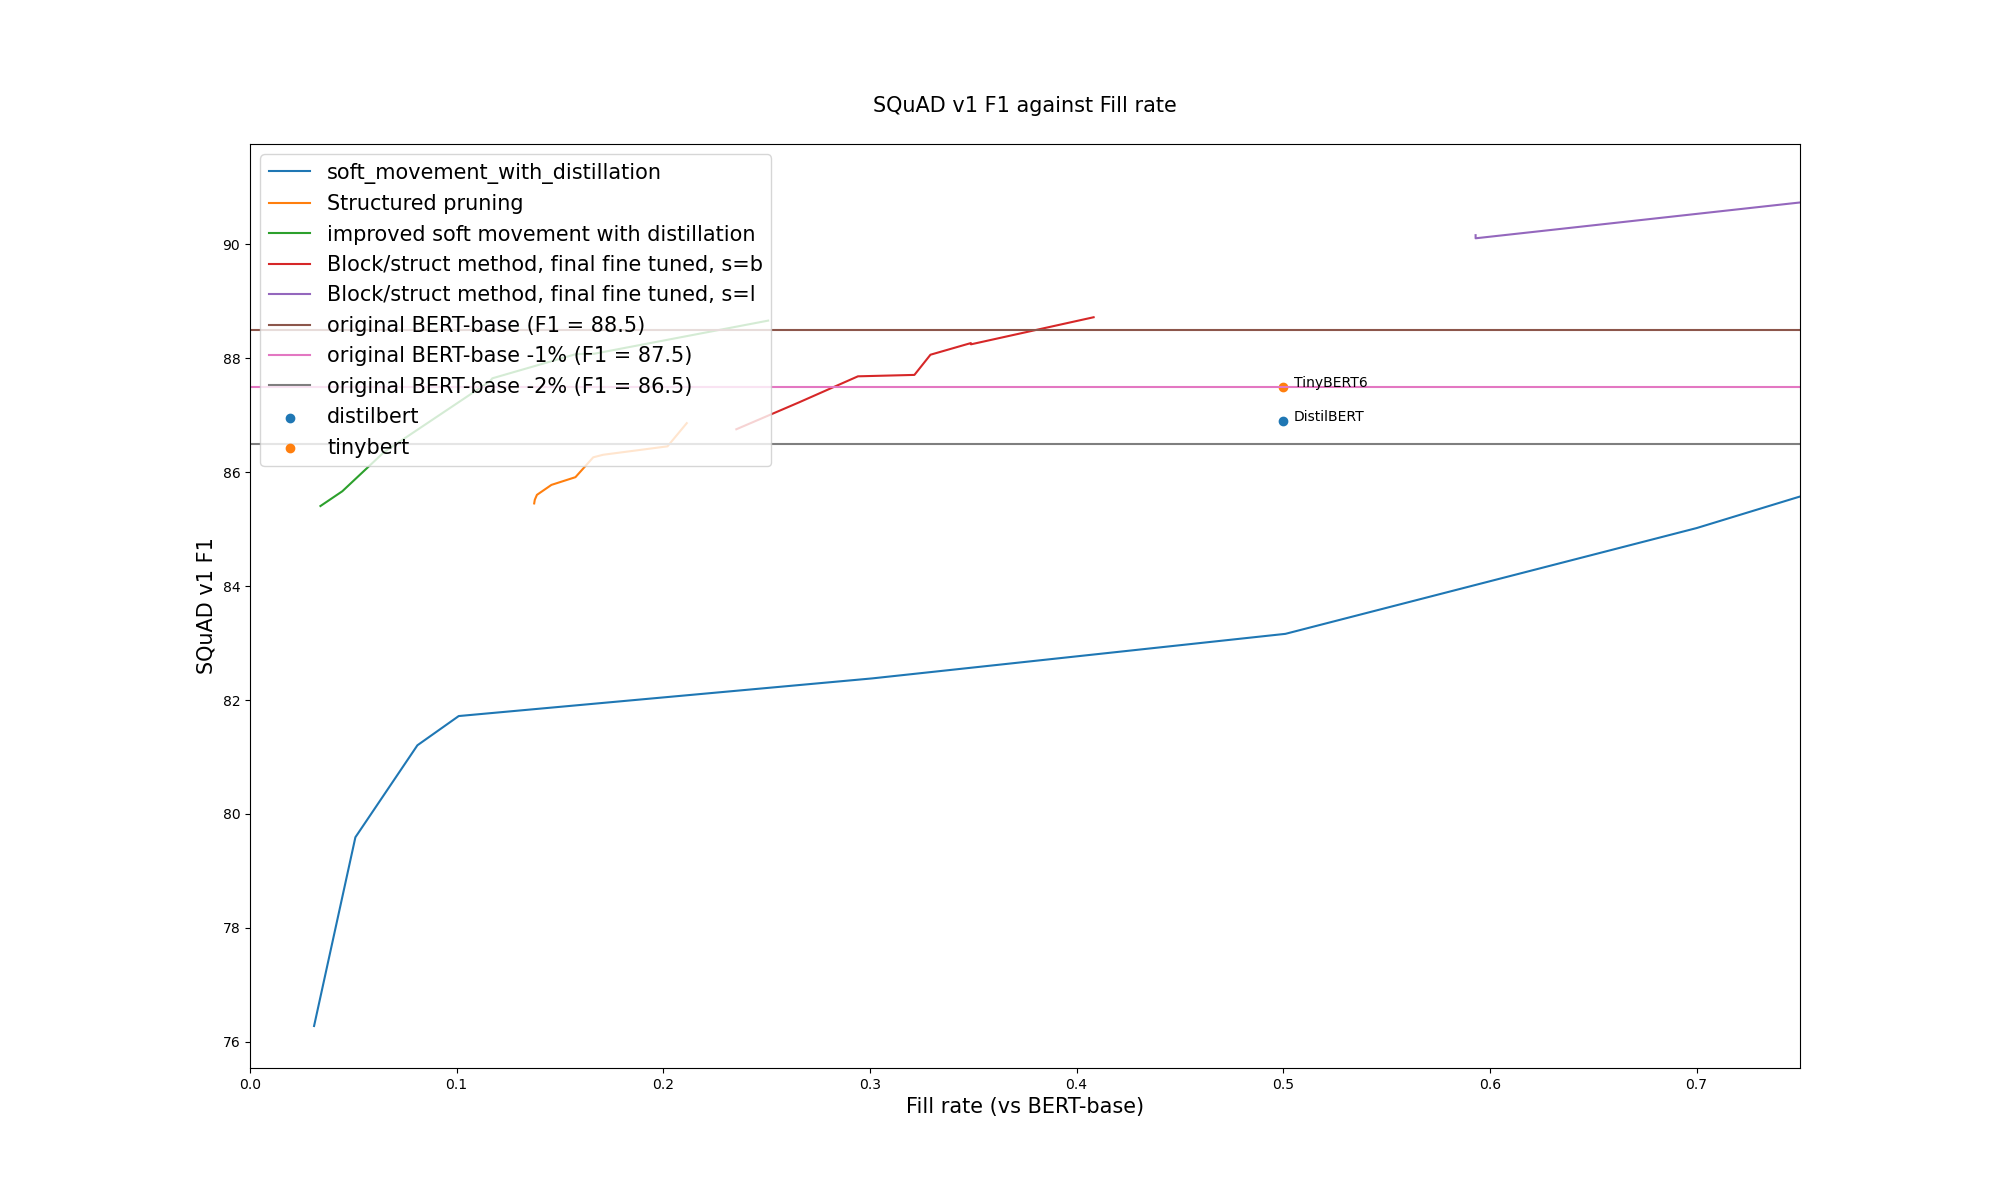 SQuAD v1 F1 against Fill rate
soft_movement_with_distillation
Structured pruning
improved soft movement with distillation
Block/struct method, final fine tuned, s=b
Block/struct method, final fine tuned, s=l
original BERT-base (F1 = 88.5)
original BERT-base -1% (F1 = 87.5)
original BERT-base -2% (F1 = 86.5)
distilbert
tinybert
TinyBERT6
DistilBERT
SQuAD v1 F1
90
88
86
84
82
80
78
76
0.0 0.1 0.2 0.3 0.4 0.5 0.6 0.7
Fill rate (vs BERT-base)